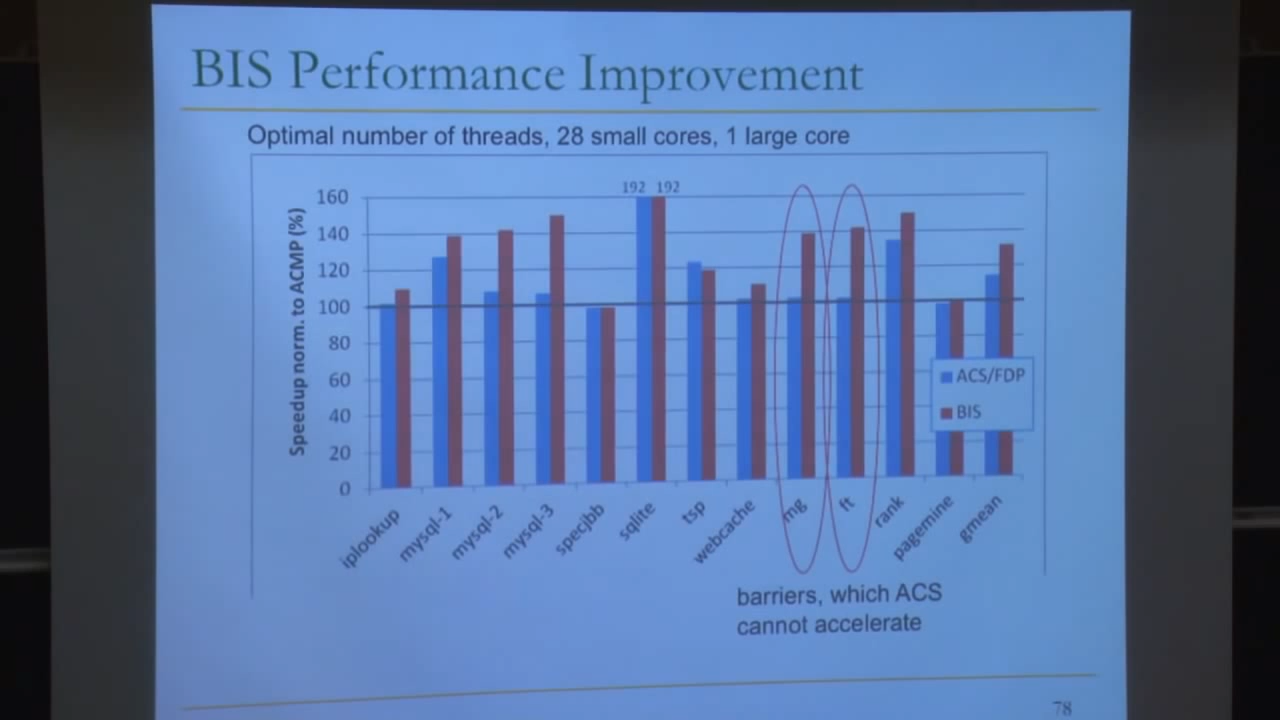 BIS Performance Improvement
Optimal number of threads, 28 small cores, 1 large core
192 192
Speedup norm. to ACMP (%)
160
140
120
100
80
60
40
20
0
ACS/FDP
BIS
iplookup
mysql-1
mysql-2
mysql-3
specjbb
sqlite
tsp
webcache
mg
ft
rank
pagemine
gmean
barriers, which ACS
cannot accelerate
78